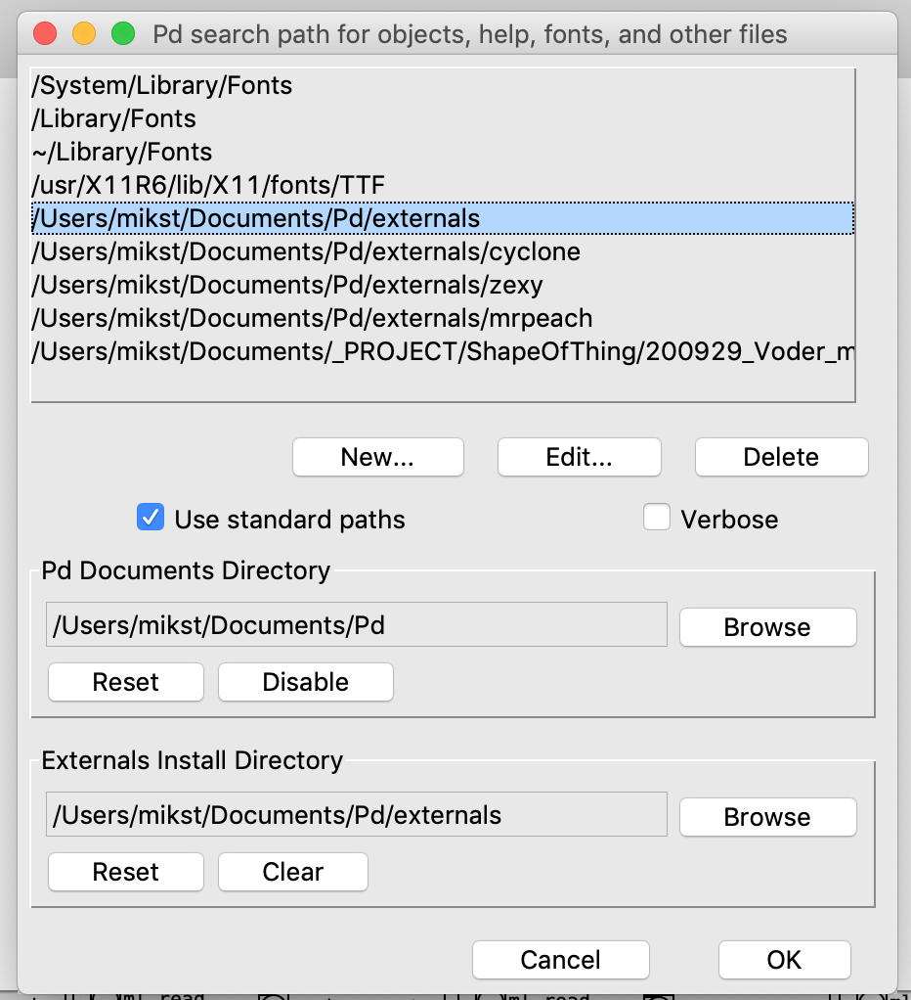 Pd search path for objects, help, fonts, and other files
/System/Library/Fonts
/Library/Fonts
~/Library/Fonts
/usr/X11R6/lib/X11/fonts/TTF
/Users/mikst/Documents/Pd/externals
/Users/mikst/Documents/Pd/externals/cyclone
/Users/mikst/Documents/Pd/externals/zexy
/Users/mikst/Documents/Pd/externals/mrpeach
/Users/mikst/Documents/_PROJECT/ShapeOfThing/200929_Voder_m
New... Edit... Delete
Use standard paths Verbose
Pd Documents Directory
/Users/mikst/Documents/Pd Browse
Reset Disable
Externals Install Directory
/Users/mikst/Documents/Pd/externals Browse
Reset Clear
Cancel OK